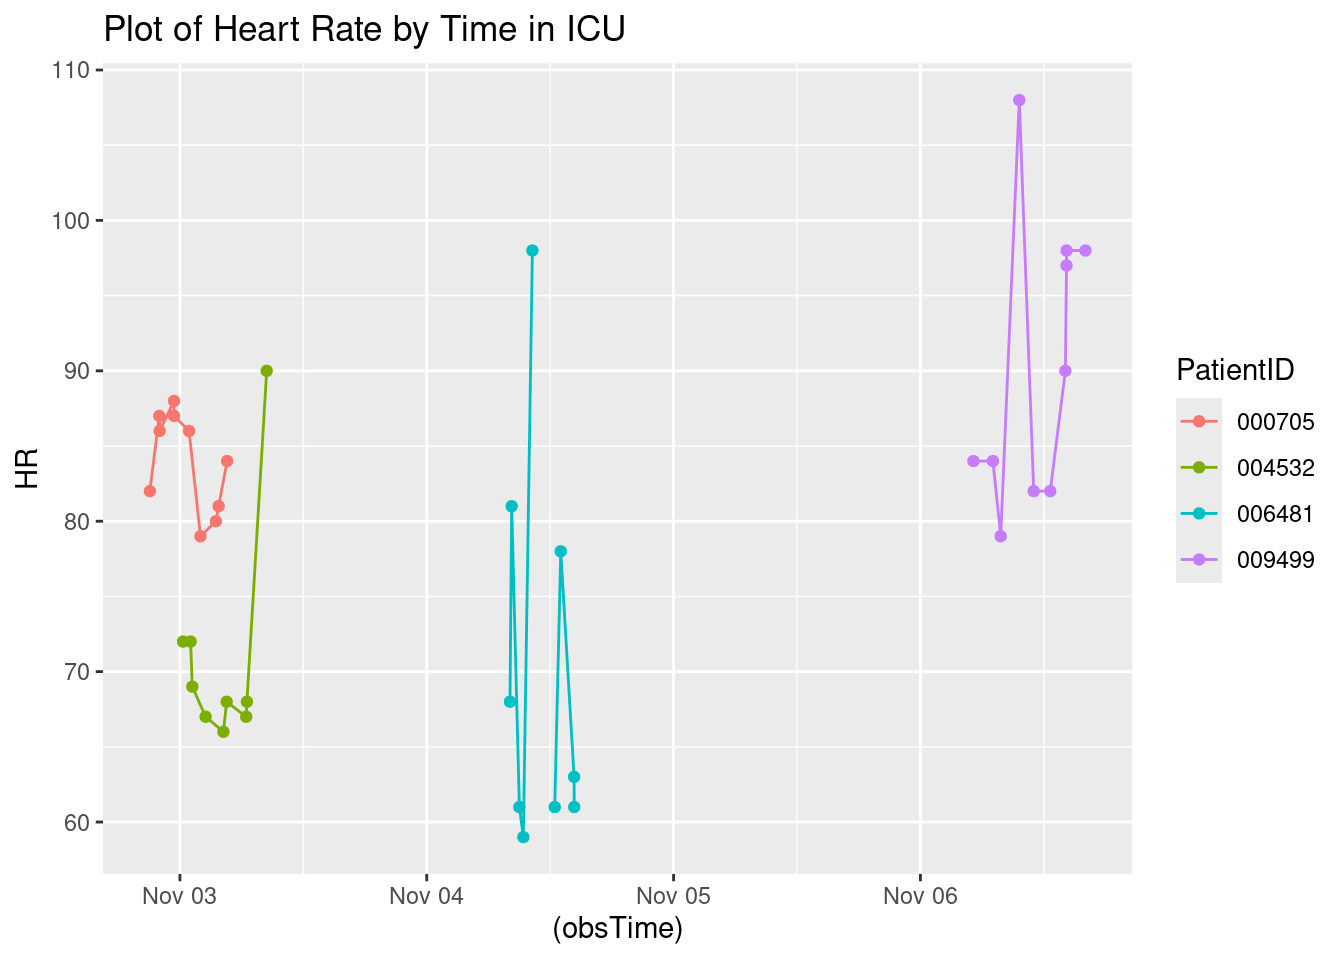 Plot of Heart Rate by Time in ICU
110
100
90
80
70
60
HR
Nov 03
Nov 04
Nov 05
Nov 06
(obsTime)
PatientID
000705
004532
006481
009499